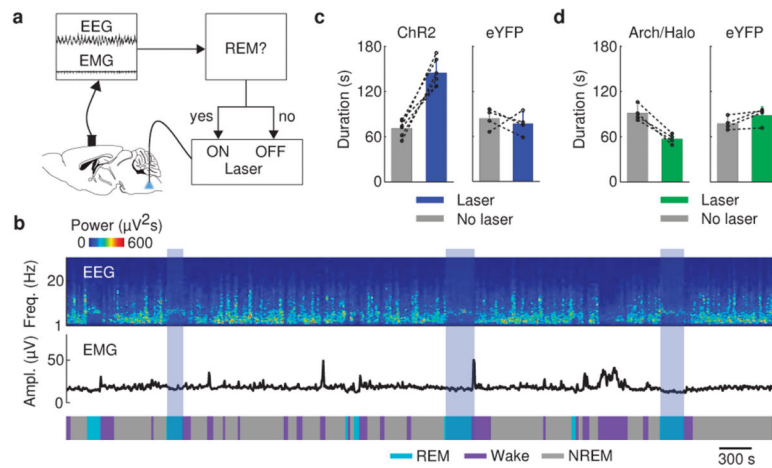 a
EEG
EMG
REM?
yes
no
ON OFF
Laser
c
ChR2
eYFP
Duration (s)
180
120
60
0
Laser
No laser
d
Arch/Halo
eYFP
Duration (s)
180
120
60
0
Laser
No laser
b
Power (µV²s)
0 600
Freq. (Hz)
20
1
EEG
Ampl. (µV)
50
0
EMG
REM Wake NREM
300 s